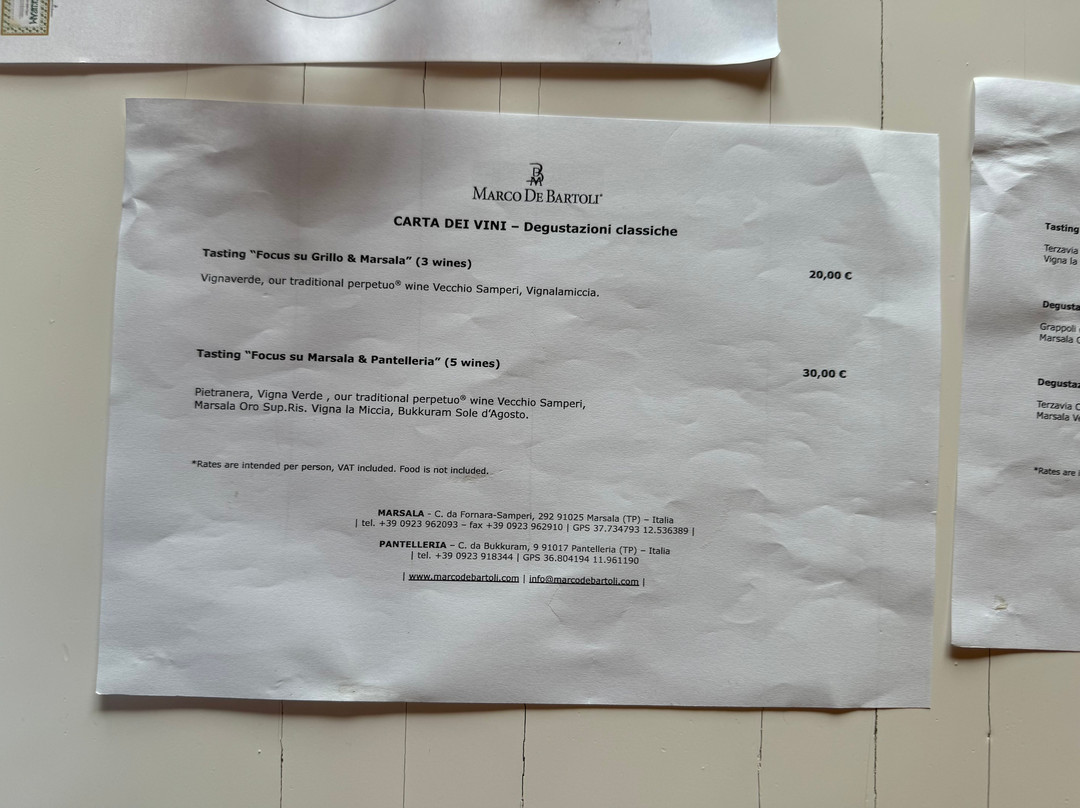 MARCO DE BARTOLI
CARTA DEI VINI – Degustazioni classiche
Tasting “Focus su Grillo & Marsala” (3 wines)
20,00 €
Vignaverde, our traditional perpetuo® wine Vecchio Samperi, Vignalamiccia.
Tasting “Focus su Marsala & Pantelleria” (5 wines)
30,00 €
Pietranera, Vigna Verde , our traditional perpetuo® wine Vecchio Samperi,
Marsala Oro Sup.Ris. Vigna la Miccia, Bukkuram Sole d’Agosto.
*Rates are intended per person, VAT included. Food is not included.
MARSALA - C. da Fornara-Samperi, 292 91025 Marsala (TP) – Italia
| tel. +39 0923 962093 – fax +39 0923 962910 | GPS 37.734793 12.536389 |
PANTELLERIA – C. da Bukkuram, 9 91017 Pantelleria (TP) – Italia
| tel. +39 0923 918344 | GPS 36.804194 11.961190
| www.marcodebartoli.com | info@marcodebartoli.com |
Tasting
Terzavia
Vigna la
Degusta
Grappoli
Marsala
Degustaz
Terzavia
Marsala
*Rates are